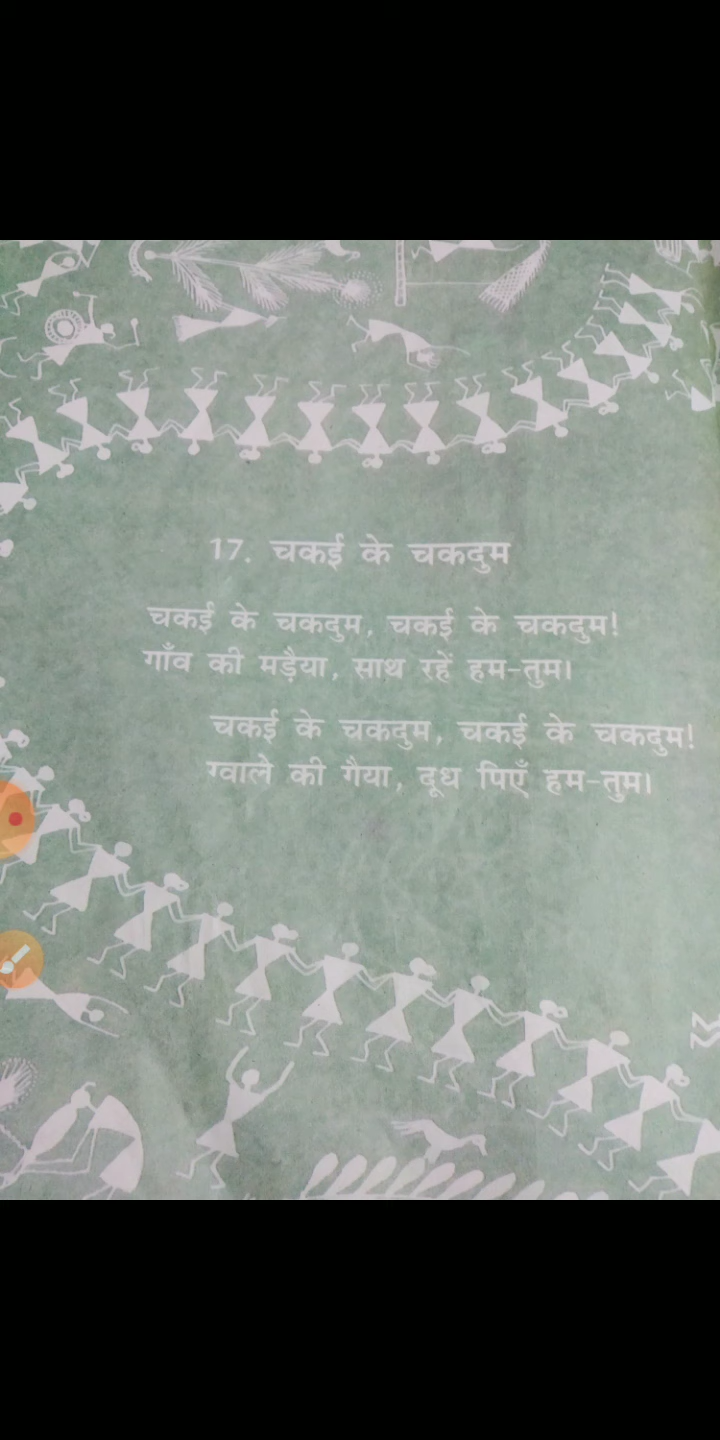 17. चकई के चकदुम
चकई के चकदुम, चकई के चकदुम!
गाँव की मड़ैया, साथ रहें हम-तुम।
चकई के चकदुम, चकई के चकदुम!
ग्वाले की गैया, दूध पिएँ हम-तुम।